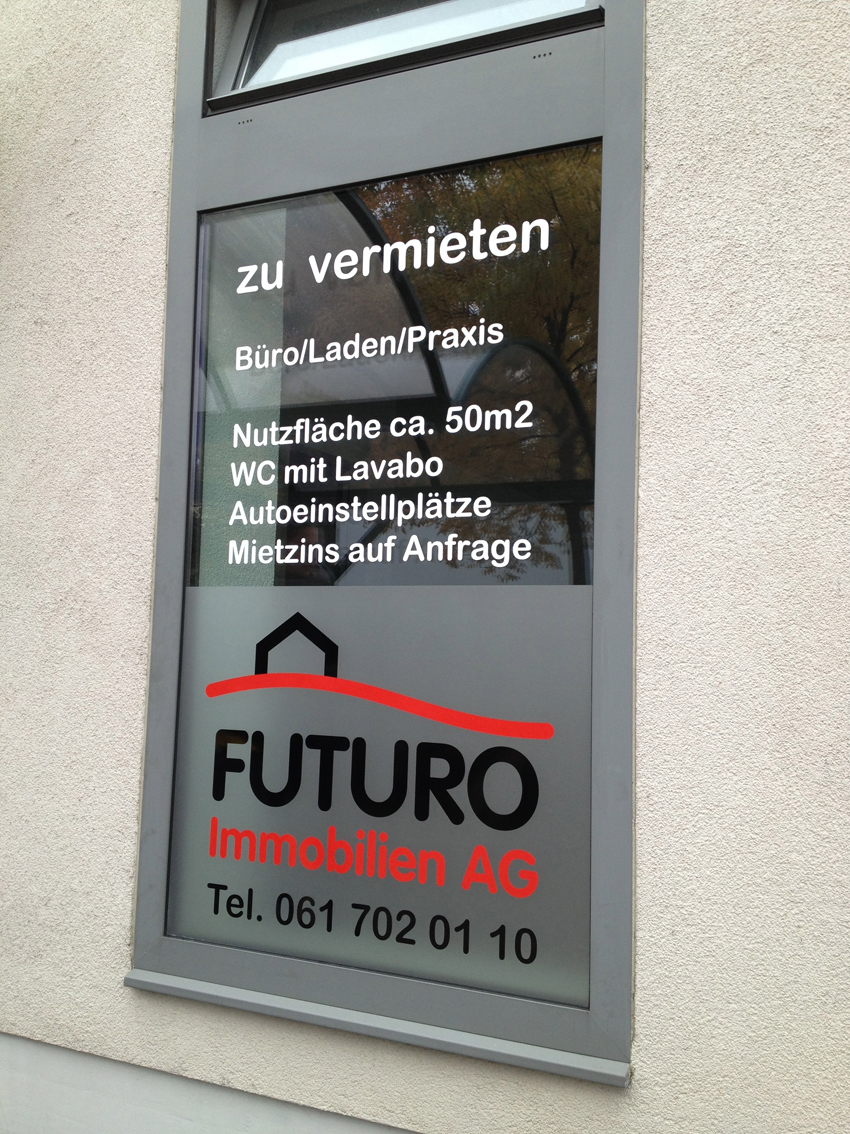 zu vermieten
Büro/Laden/Praxis
Nutzfläche ca. 50m2
WC mit Lavabo
Autoeinstellplätze
Mietzins auf Anfrage
FUTURO
Immobilien AG
Tel. 061 702 01 10